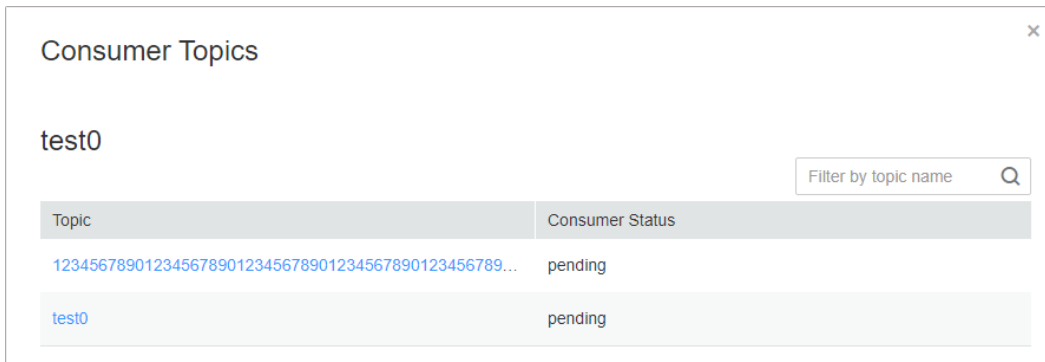 Consumer Topics
×
test0
Filter by topic name
Topic Consumer Status
1234567890123456789012345678901234567890123456789... pending
test0 pending